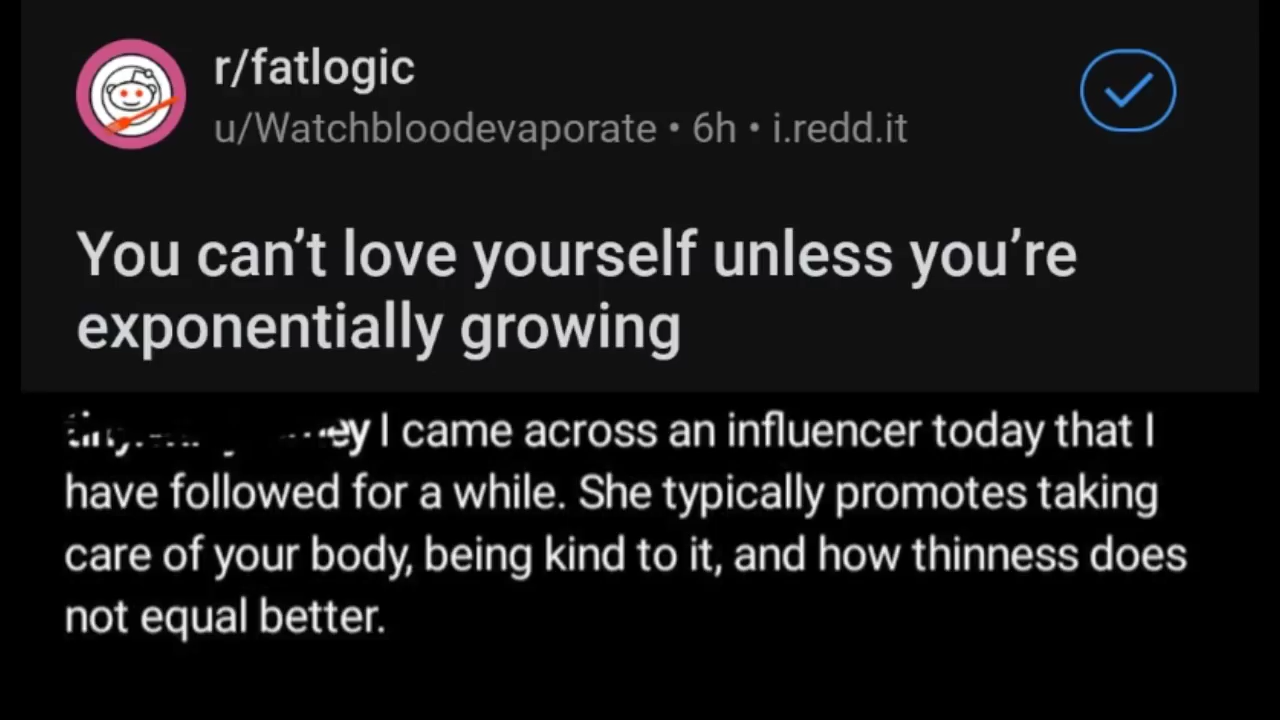 r/fatlogic
u/Watchbloodevaporate • 6h • i.redd.it
You can't love yourself unless you're
exponentially growing
I came across an influencer today that I
have followed for a while. She typically promotes taking
care of your body, being kind to it, and how thinness does
not equal better.